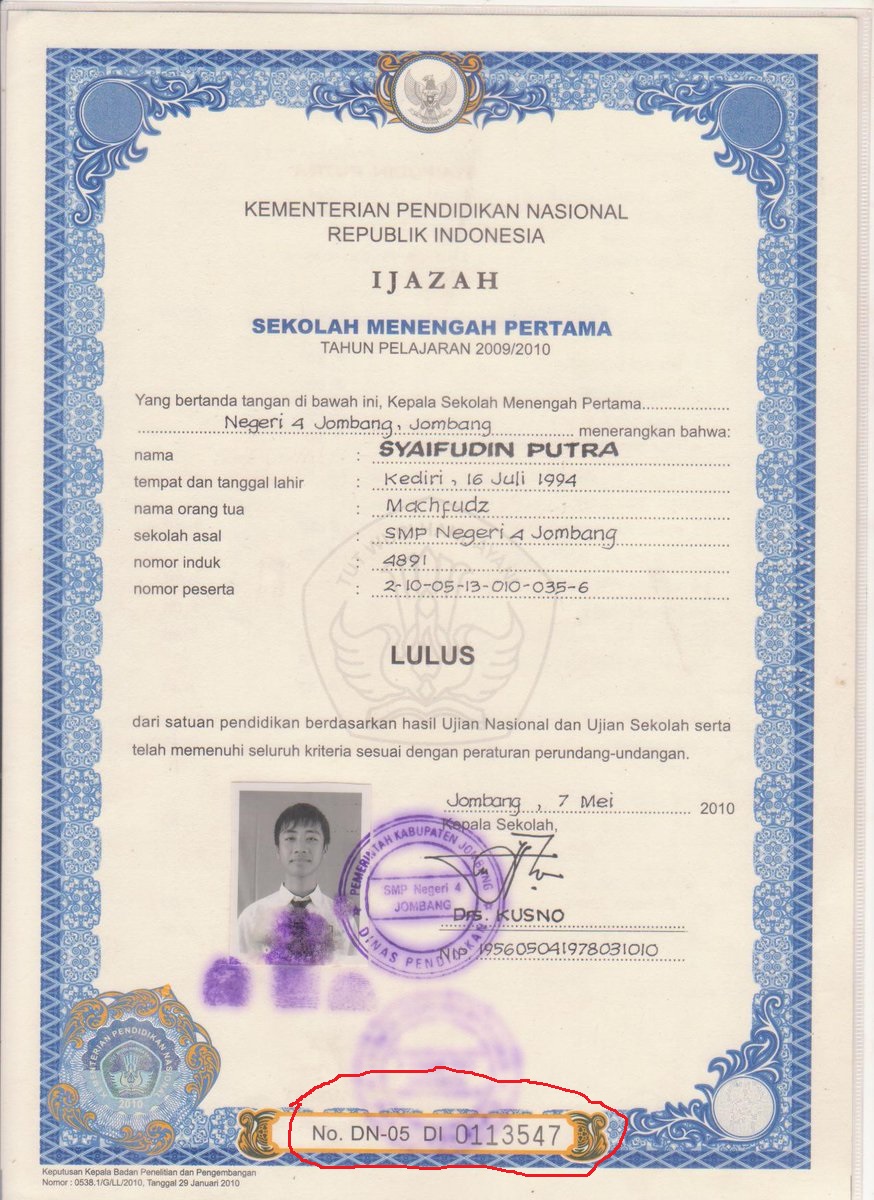 KEMENTERIAN PENDIDIKAN NASIONAL
REPUBLIK INDONESIA
IJAZAH
SEKOLAH MENENGAH PERTAMA
TAHUN PELAJARAN 2009/2010
Yang bertanda tangan di bawah ini, Kepala Sekolah Menengah Pertama
Negeri 4 Jombang, Jombang menerangkan bahwa:
nama : SYAIFUDIN PUTRA
tempat dan tanggal lahir : Kediri, 16 Juli 1994
nama orang tua : Machfudz
sekolah asal : SMP Negeri 4 Jombang
nomor induk : 4891
nomor peserta : 2-10-05-13-010-035-6
LULUS
dari satuan pendidikan berdasarkan hasil Ujian Nasional dan Ujian Sekolah serta
telah memenuhi seluruh kriteria sesuai dengan peraturan perundang-undangan.
Jombang, 7 Mei 2010
Kepala Sekolah,
PEMERINTAH KABUPATEN JOMBANG
SMP Negeri 4
JOMBANG
DINAS PENDIDIKAN
Drs. KUSNO
Nip. 195605041978031010
PENDIDIKAN
2010
No. DN-05 DI 0113547
Keputusan Kepala Badan Penelitian dan Pengembangan
Nomor : 0538.1/G/LL/2010, Tanggal 29 Januari 2010